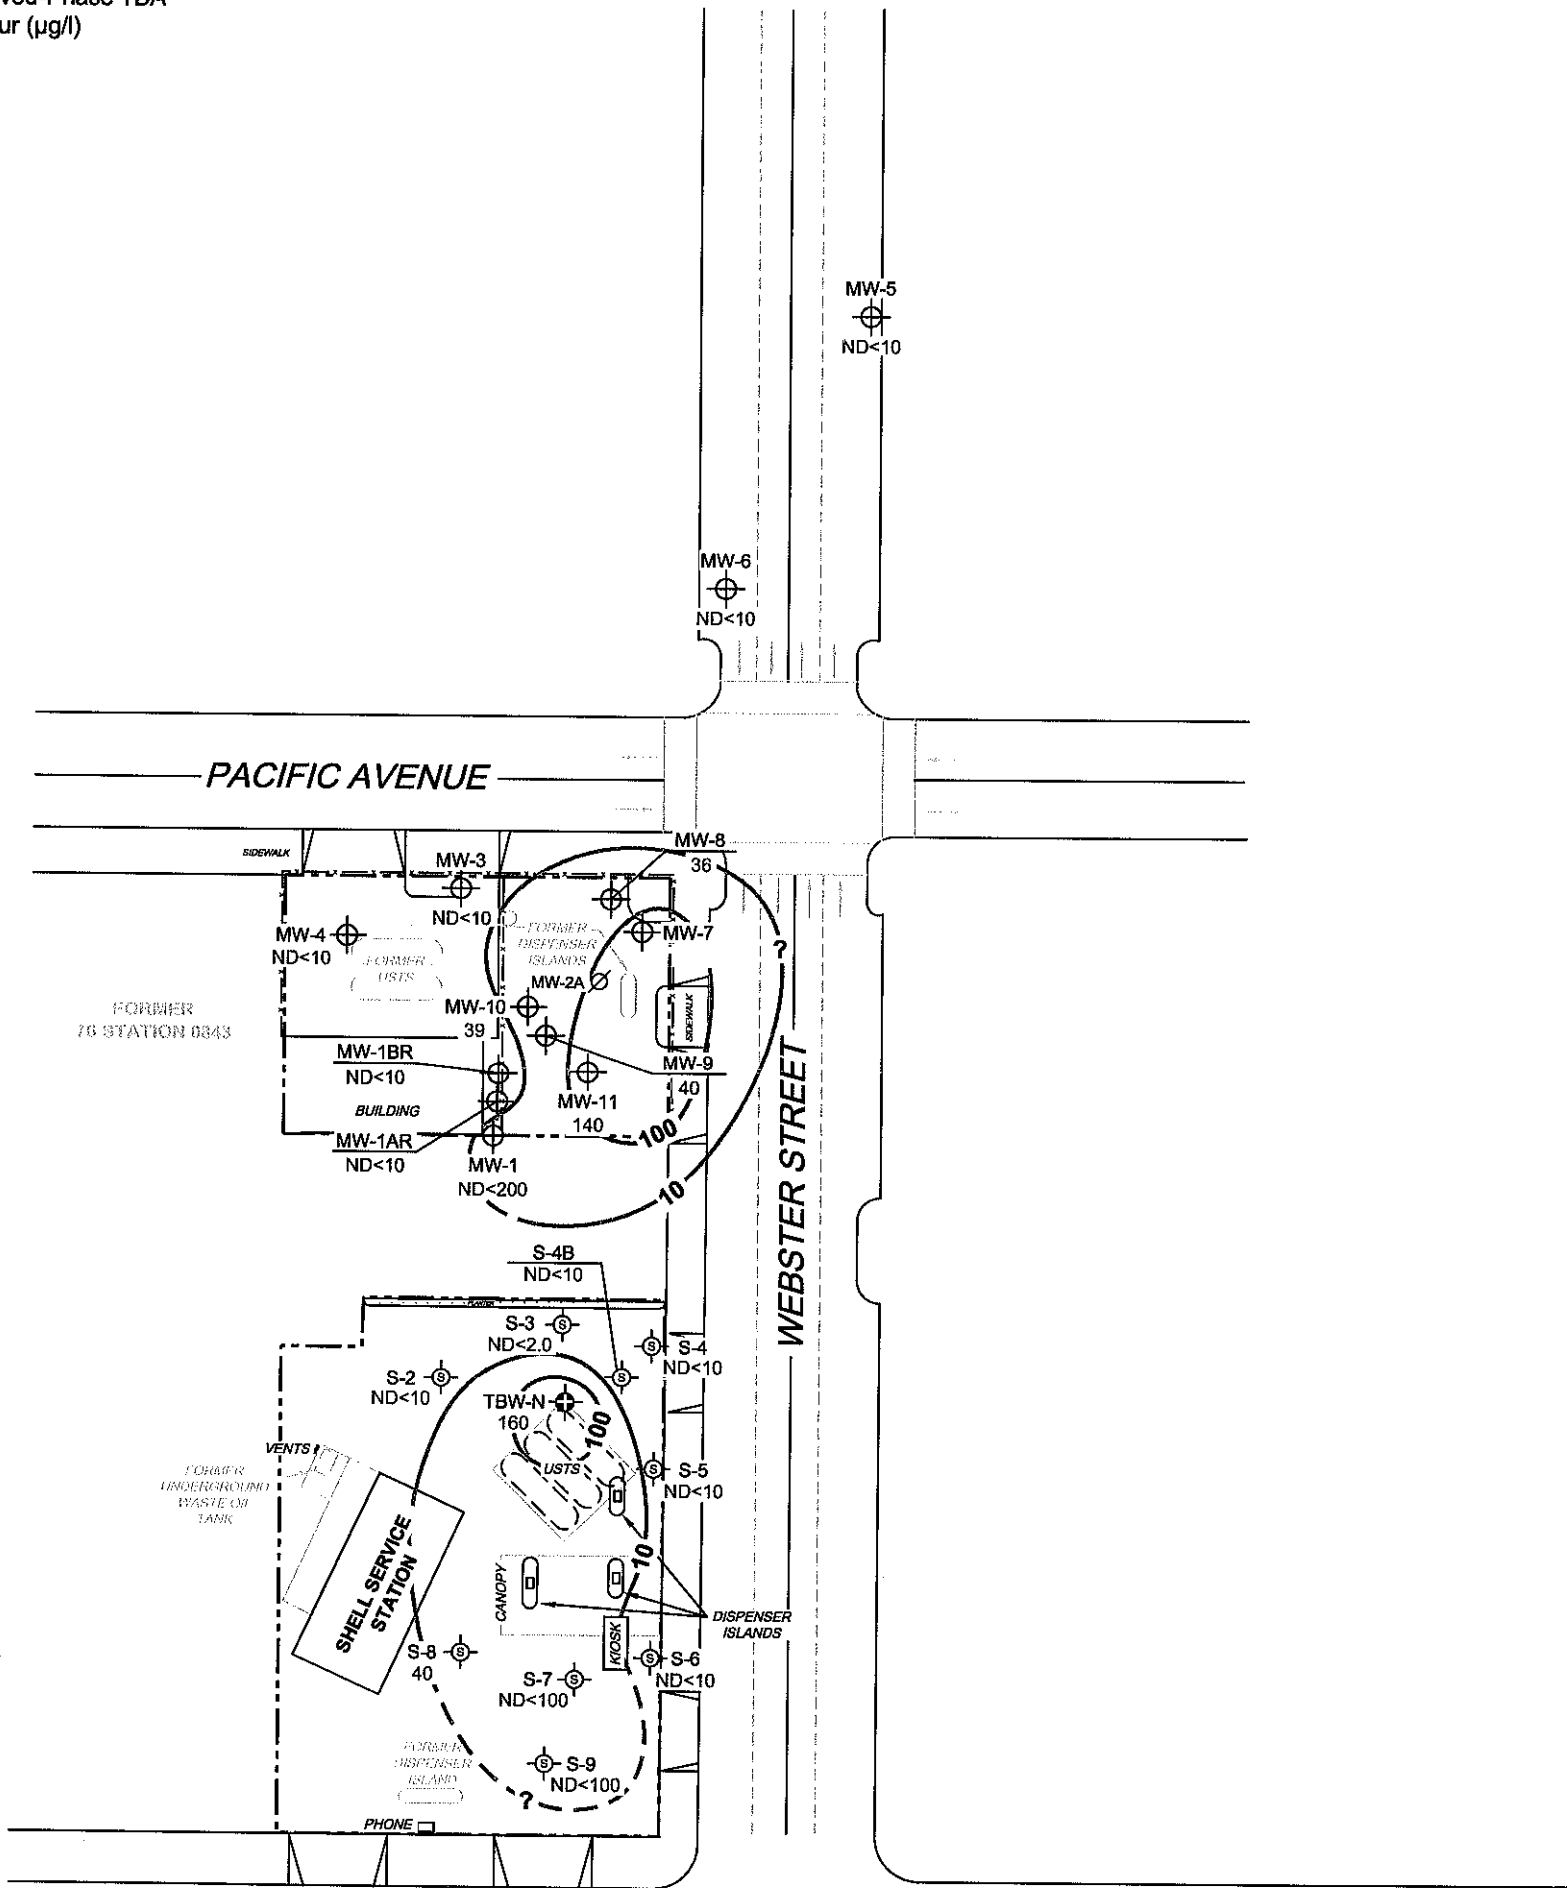 ur (µg/l)
MW-5
ND<10
MW-6
ND<10
PACIFIC AVENUE
SIDEWALK
MW-8
36
MW-3
ND<10
MW-4
ND<10
FORMER
USTS
FORMER
DISPENSER
ISLANDS
MW-7
?
MW-2A
MW-10
39
SIDEWALK
FORMER
76 STATION 0843
MW-1BR
ND<10
MW-9
40
MW-11
140
BUILDING
MW-1AR
ND<10
100
MW-1
ND<200
10
WEBSTER STREET
S-4B
ND<10
PLANTER
S-3
ND<2.0
S-4
ND<10
S-2
ND<10
TBW-N
160
100
VENTS
USTS
S-5
ND<10
FORMER
UNDERGROUND
WASTE OIL
TANK
SHELL SERVICE
STATION
10
CANOPY
DISPENSER
ISLANDS
KIOSK
S-8
40
S-6
ND<10
S-7
ND<100
S-9
ND<100
FORMER
DISPENSER
ISLAND
?
PHONE